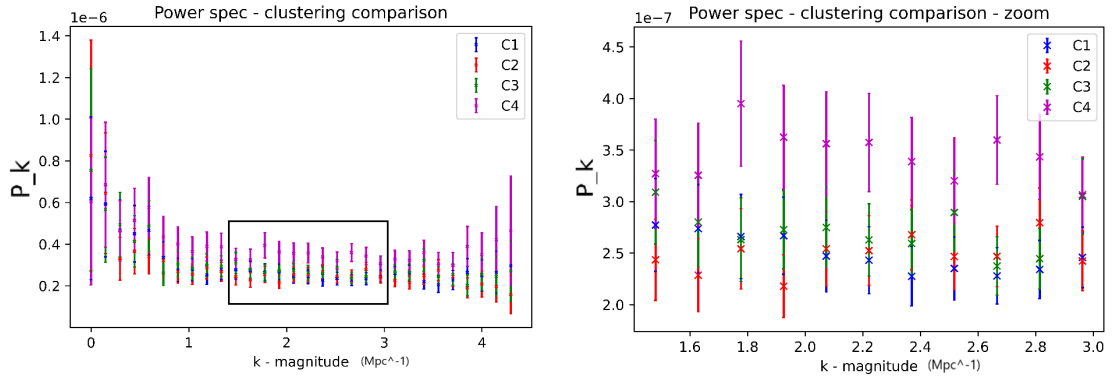 Power spec - clustering comparison
1e−6
1.4
1.2
1.0
0.8
0.6
0.4
0.2
P_k
C1
C2
C3
C4
0 1 2 3 4
k - magnitude (Mpc^-1)
Power spec - clustering comparison - zoom
1e−7
4.5
4.0
3.5
3.0
2.5
2.0
P_k
C1
C2
C3
C4
1.6 1.8 2.0 2.2 2.4 2.6 2.8 3.0
k - magnitude (Mpc^-1)